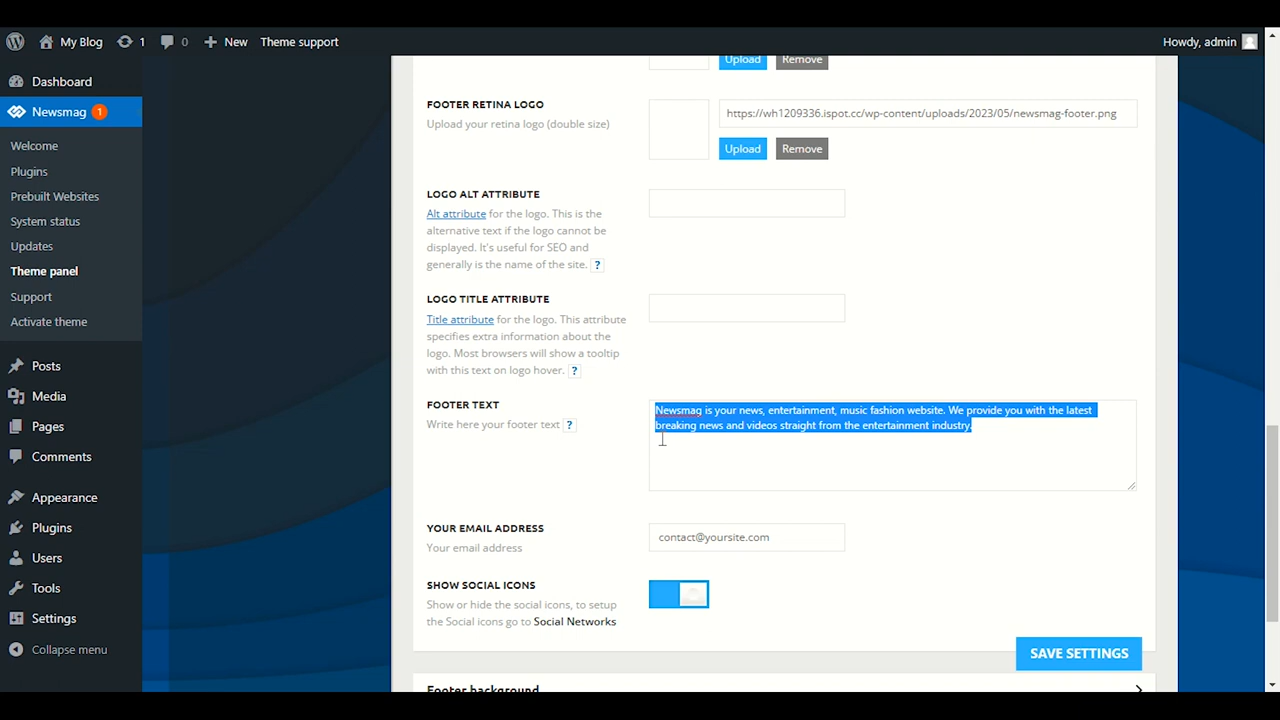 My Blog 1 0 New Theme support Howdy, admin
Dashboard
Newsmag 1
Welcome
Plugins
Prebuilt Websites
System status
Updates
Theme panel
Support
Activate theme
Posts
Media
Pages
Comments
Appearance
Plugins
Users
Tools
Settings
Collapse menu
Upload Remove
FOOTER RETINA LOGO
Upload your retina logo (double size)
https://wh1209336.ispot.cc/wp-content/uploads/2023/05/newsmag-footer.png
Upload Remove
LOGO ALT ATTRIBUTE
Alt attribute for the logo. This is the
alternative text if the logo cannot be
displayed. It's useful for SEO and
generally is the name of the site. ?
LOGO TITLE ATTRIBUTE
Title attribute for the logo. This attribute
specifies extra information about the
logo. Most browsers will show a tooltip
with this text on logo hover. ?
FOOTER TEXT
Write here your footer text ?
Newsmag is your news, entertainment, music fashion website. We provide you with the latest
breaking news and videos straight from the entertainment industry.
YOUR EMAIL ADDRESS
Your email address
contact@yoursite.com
SHOW SOCIAL ICONS
Show or hide the social icons, to setup
the Social icons go to Social Networks
SAVE SETTINGS
Footer background